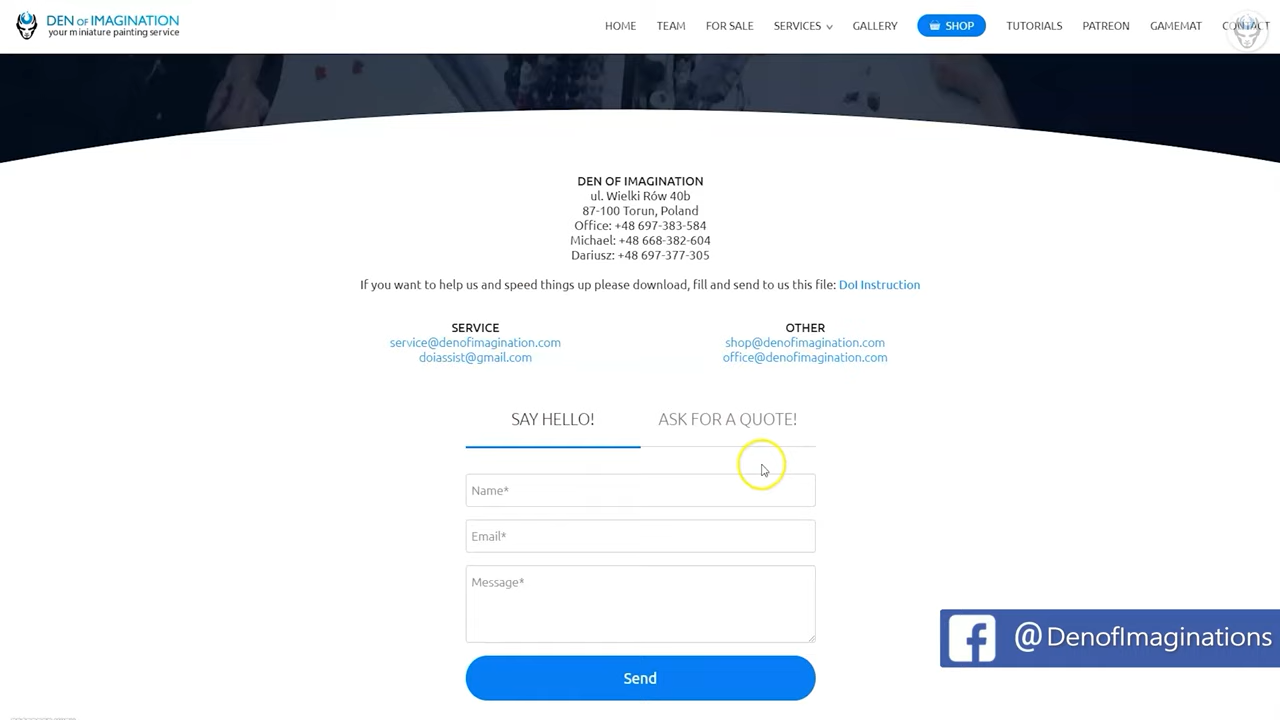 DEN OF IMAGINATION
your miniature painting service
HOME
TEAM
FOR SALE
SERVICES
GALLERY
SHOP
TUTORIALS
PATREON
GAMEMAT
CONTACT
DEN OF IMAGINATION
ul. Wielki Rów 40b
87-100 Torun, Poland
Office: +48 697-383-584
Michael: +48 668-382-604
Dariusz: +48 697-377-305
If you want to help us and speed things up please download, fill and send to us this file: DoI Instruction
SERVICE
service@denofimagination.com
doiassist@gmail.com
OTHER
shop@denofimagination.com
office@denofimagination.com
SAY HELLO!
ASK FOR A QUOTE!
Name*
Email*
Message*
Send
@DenofImaginations